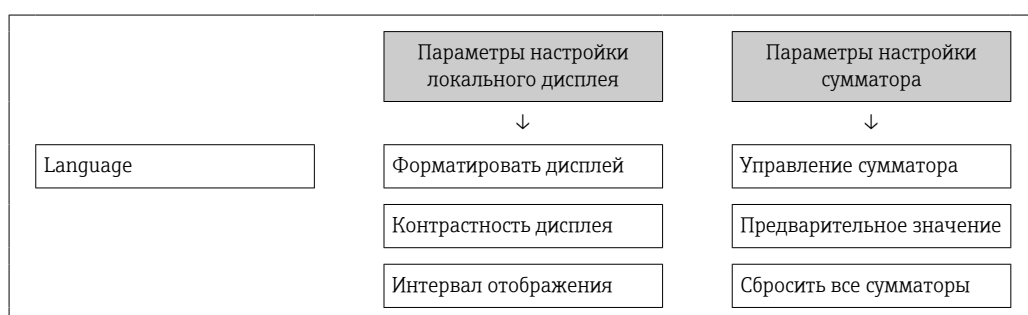 Параметры настройки
локального дисплея
Параметры настройки
сумматора
↓
↓
Language
Форматировать дисплей
Управление сумматора
Контрастность дисплея
Предварительное значение
Интервал отображения
Сбросить все сумматоры